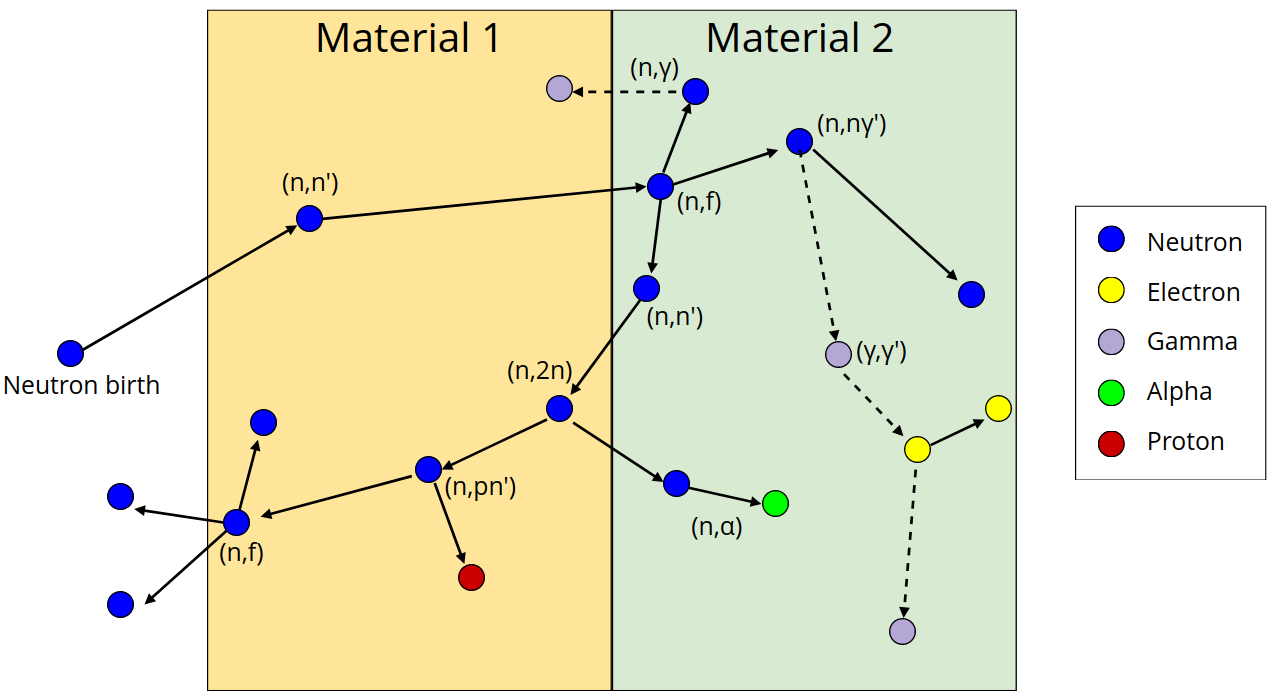 Material 1
Material 2
(n,γ)
(n,nγ')
(n,n')
(n,f)
(n,n')
(γ,γ')
(n,2n)
Neutron birth
(n,pn')
(n,α)
(n,f)
Neutron
Electron
Gamma
Alpha
Proton